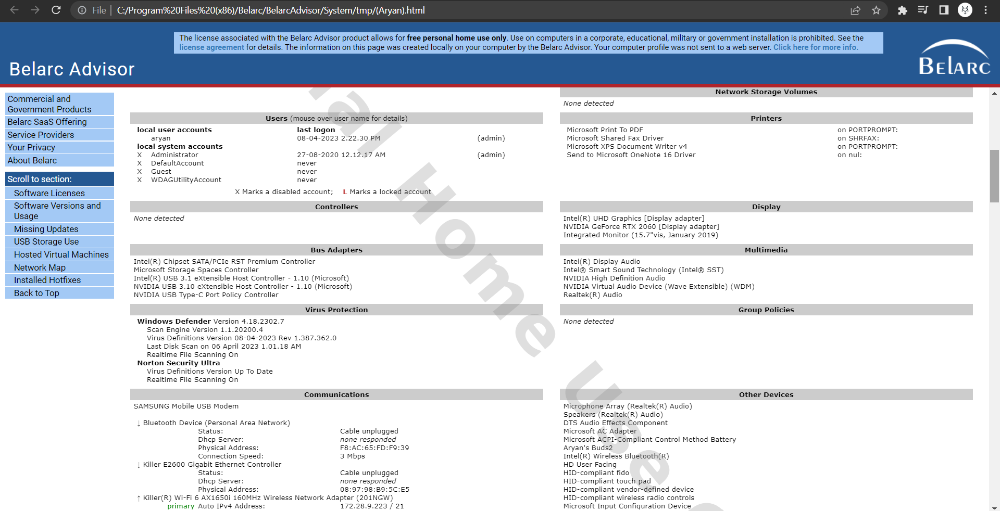 File | C:/Program%20Files%20(x86)/Belarc/BelarcAdvisor/System/tmp/(Aryan).html
The license associated with the Belarc Advisor product allows for free personal home use only. Use on computers in a corporate, educational, military or government installation is prohibited. See the
license agreement for details. The information on this page was created locally on your computer by the Belarc Advisor. Your computer profile was not sent to a web server. Click here for more info.
Belarc Advisor
BELARC
Commercial and
Government Products
Belarc SaaS Offering
Service Providers
Your Privacy
About Belarc
Scroll to section:
Software Licenses
Software Versions and
Usage
Missing Updates
USB Storage Use
Hosted Virtual Machines
Network Map
Installed Hotfixes
Back to Top
Network Storage Volumes
None detected
Users (mouse over user name for details)
local user accounts last logon
aryan 08-04-2023 2.22.30 PM (admin)
local system accounts
X Administrator 27-08-2020 12.12.17 AM (admin)
X DefaultAccount never
X Guest never
X WDAGUtilityAccount never
X Marks a disabled account; L Marks a locked account
Printers
Microsoft Print To PDF on PORTPROMPT:
Microsoft Shared Fax Driver on SHRFAX:
Microsoft XPS Document Writer v4 on PORTPROMPT:
Send to Microsoft OneNote 16 Driver on nul:
Controllers
None detected
Display
Intel(R) UHD Graphics [Display adapter]
NVIDIA GeForce RTX 2060 [Display adapter]
Integrated Monitor (15.7"vis, January 2019)
Bus Adapters
Intel(R) Chipset SATA/PCIe RST Premium Controller
Microsoft Storage Spaces Controller
Intel(R) USB 3.1 eXtensible Host Controller - 1.10 (Microsoft)
NVIDIA USB 3.10 eXtensible Host Controller - 1.10 (Microsoft)
NVIDIA USB Type-C Port Policy Controller
Multimedia
Intel(R) Display Audio
Intel® Smart Sound Technology (Intel® SST)
NVIDIA High Definition Audio
NVIDIA Virtual Audio Device (Wave Extensible) (WDM)
Realtek(R) Audio
Virus Protection
Windows Defender Version 4.18.2302.7
Scan Engine Version 1.1.20200.4
Virus Definitions Version 08-04-2023 Rev 1.387.362.0
Last Disk Scan on 06 April 2023 1.01.18 AM
Realtime File Scanning On
Norton Security Ultra
Virus Definitions Version Up To Date
Realtime File Scanning On
Group Policies
None detected
Communications
SAMSUNG Mobile USB Modem
↓ Bluetooth Device (Personal Area Network)
Status: Cable unplugged
Dhcp Server: none responded
Physical Address: F8:AC:65:FD:F9:39
Connection Speed: 3 Mbps
↓ Killer E2600 Gigabit Ethernet Controller
Status: Cable unplugged
Dhcp Server: none responded
Physical Address: 08:97:98:B9:5C:E5
↑ Killer(R) Wi-Fi 6 AX1650i 160MHz Wireless Network Adapter (201NGW)
primary Auto IPv4 Address: 172.28.9.223 / 21
Other Devices
Microphone Array (Realtek(R) Audio)
Speakers (Realtek(R) Audio)
DTS Audio Effects Component
Microsoft AC Adapter
Microsoft ACPI-Compliant Control Method Battery
Aryan's Buds2
Intel(R) Wireless Bluetooth(R)
HD User Facing
HID-compliant fido
HID-compliant touch pad
HID-compliant vendor-defined device
HID-compliant wireless radio controls
Microsoft Input Configuration Device
Home Use